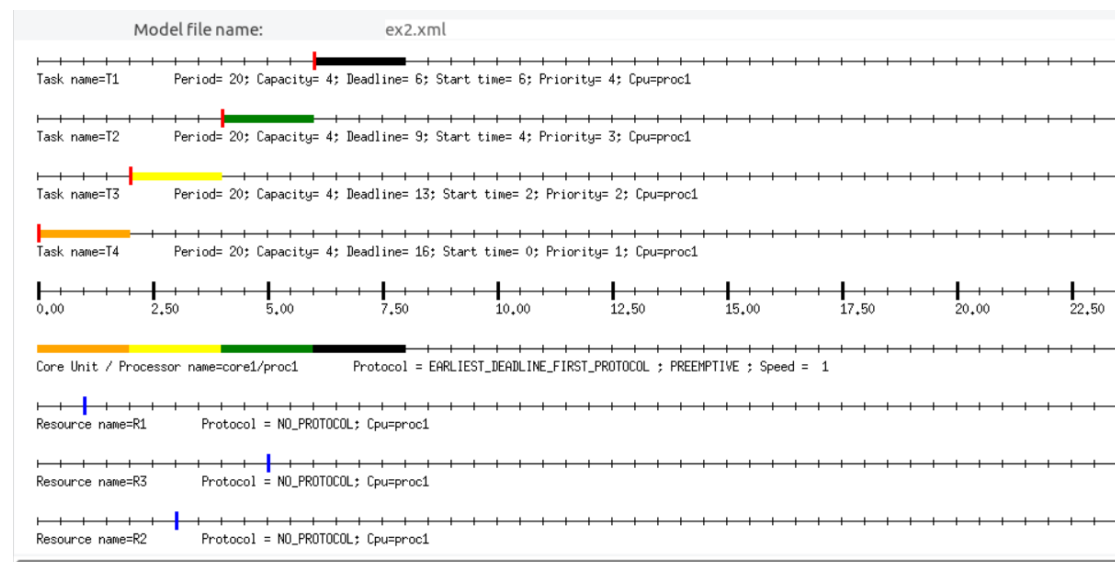 Model file name: ex2.xml
Task name=T1 Period= 20; Capacity= 4; Deadline= 6; Start time= 6; Priority= 4; Cpu=proc1
Task name=T2 Period= 20; Capacity= 4; Deadline= 9; Start time= 4; Priority= 3; Cpu=proc1
Task name=T3 Period= 20; Capacity= 4; Deadline= 13; Start time= 2; Priority= 2; Cpu=proc1
Task name=T4 Period= 20; Capacity= 4; Deadline= 16; Start time= 0; Priority= 1; Cpu=proc1
0.00 2.50 5.00 7.50 10.00 12.50 15.00 17.50 20.00 22.50
Core Unit / Processor name=core1/proc1 Protocol = EARLIEST_DEADLINE_FIRST_PROTOCOL ; PREEMPTIVE ; Speed = 1
Resource name=R1 Protocol = NO_PROTOCOL; Cpu=proc1
Resource name=R3 Protocol = NO_PROTOCOL; Cpu=proc1
Resource name=R2 Protocol = NO_PROTOCOL; Cpu=proc1